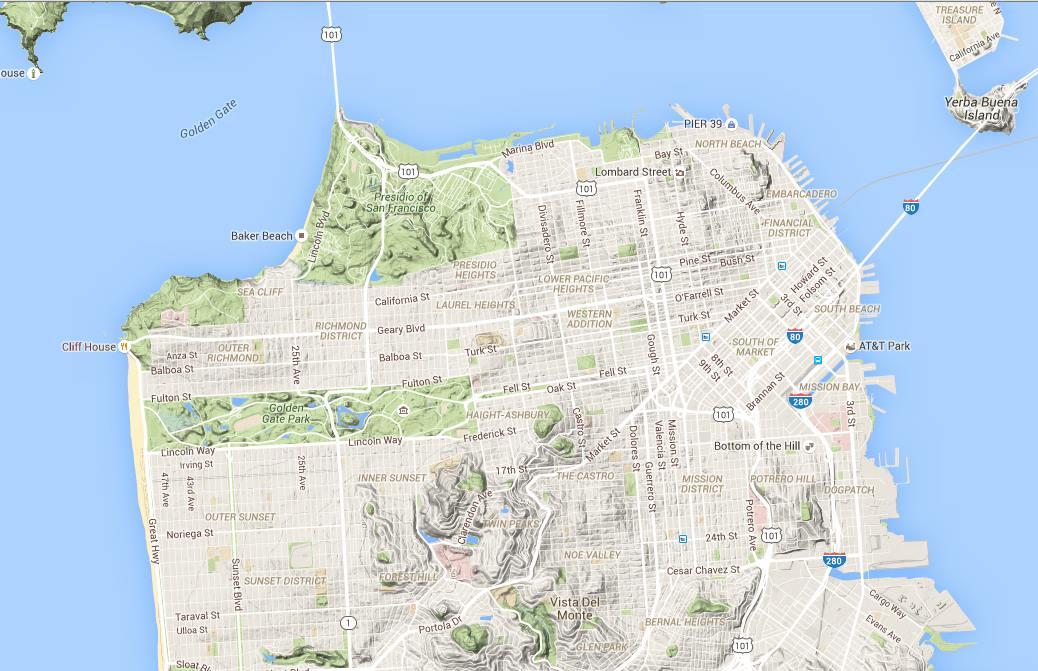 TREASURE
ISLAND
California Ave
101
ouse
Yerba Buena
Island
Golden Gate
PIER 39
NORTH BEACH
Marina Blvd
Bay St
Lombard Street
101
101
Columbus Ave
EMBARCADERO
Presidio of
San Francisco
80
Lincoln Blvd
Baker Beach
Divisadero St
Fillmore St
Franklin St
Hyde St
FINANCIAL
DISTRICT
Pine St
Bush St
PRESIDIO
HEIGHTS
101
Howard St
Folsom St
SEA CLIFF
California St
LAUREL HEIGHTS
LOWER PACIFIC
HEIGHTS
O'Farrell St
Market St
3rd St
SOUTH BEACH
RICHMOND
DISTRICT
Geary Blvd
WESTERN
ADDITION
Turk St
80
Cliff House
OUTER
RICHMOND
Anza St
Balboa St
25th Ave
Balboa St
Turk St
Gough St
SOUTH OF
MARKET
8th St
9th St
AT&T Park
Fulton St
Fulton St
Fell St
Oak St
Fell St
Brannan St
MISSION BAY
280
Golden
Gate Park
HAIGHT-ASHBURY
101
3rd St
Lincoln Way
Lincoln Way
Frederick St
Castro St
Market St
Dolores St
Valencia St
Mission St
Bottom of the Hill
Irving St
47th Ave
43rd Ave
25th Ave
INNER SUNSET
17th St
THE CASTRO
Guerrero St
MISSION
DISTRICT
POTRERO HILL
DOGPATCH
OUTER SUNSET
Clarendon Ave
TWIN PEAKS
Potrero Ave
Great Hwy
Noriega St
24th St
101
Sunset Blvd
NOE VALLEY
280
SUNSET DISTRICT
FOREST HILL
Cesar Chavez St
Taraval St
Ulloa St
1
Portola Dr
Vista Del
Monte
BERNAL HEIGHTS
Cargo Way
Evans Ave
GLEN PARK
101
Sloat Bl